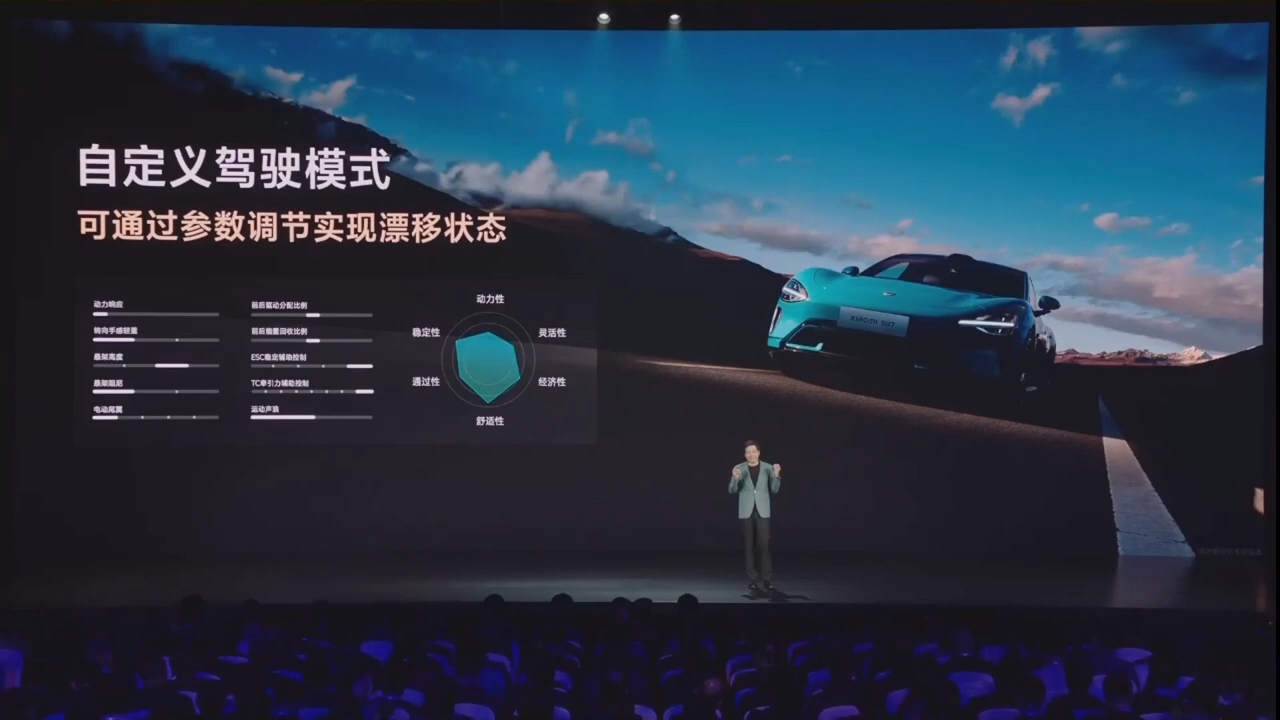 自定义驾驶模式
可通过参数调节实现漂移状态
动力响应
转向手感轻重
悬架高度
悬架阻尼
电动尾翼
前后驱动分配比例
前后能量回收比例
ESC稳定辅助控制
TC牵引力辅助控制
运动声浪
动力性
稳定性
灵活性
通过性
经济性
舒适性
XIAOMI SU7